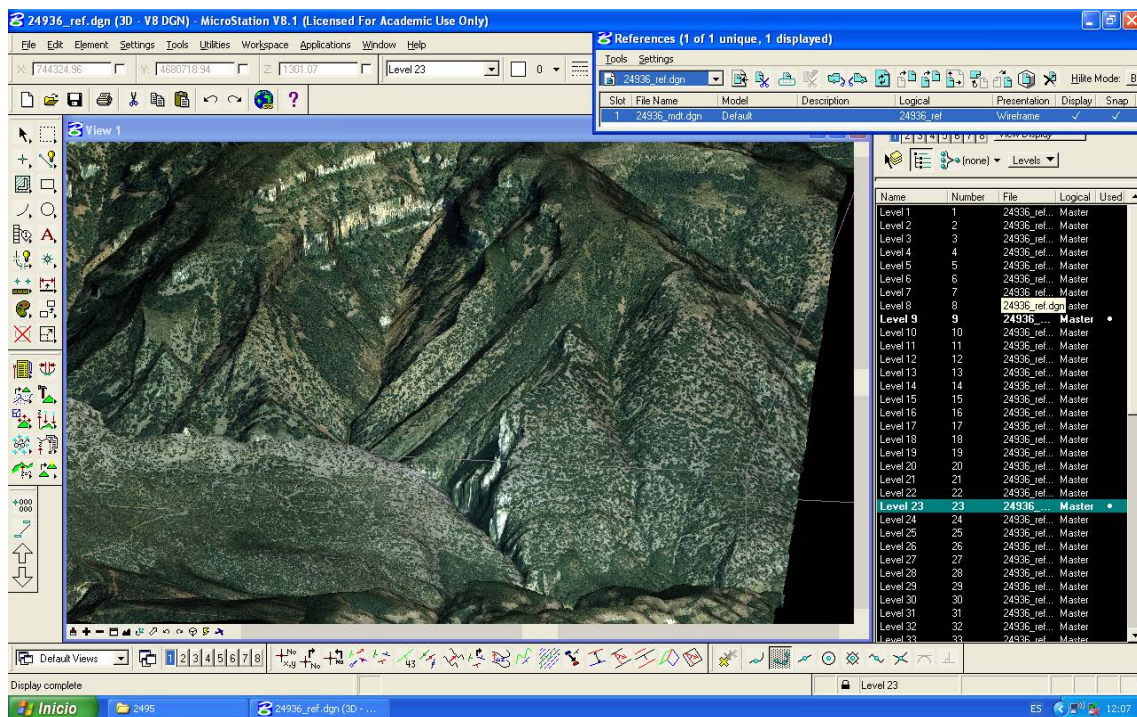 24936_ref.dgn (3D - V8 DGN) - MicroStation V8.1 (Licensed For Academic Use Only)
File Edit Element Settings Tools Utilities Workspace Applications Window Help
X: 744324.96 Y: 4680718.94 Z: 1301.07 Level 23 0
References (1 of 1 unique, 1 displayed)
Tools Settings
24936_ref.dgn Hilite Mode: B
Slot File Name Model Description Logical Presentation Display Snap
1 24936_mdt.dgn Default 24936_ref Wireframe ✓ ✓
View 1
1 2 3 4 5 6 7 8 View Display
(none) Levels
Name Number File Logical Used
Level 1 1 24936_ref... Master
Level 2 2 24936_ref... Master
Level 3 3 24936_ref... Master
Level 4 4 24936_ref... Master
Level 5 5 24936_ref... Master
Level 6 6 24936_ref... Master
Level 7 7 24936_ref... Master
Level 8 8 24936_ref.dgn aster
Level 9 9 24936_... Master •
Level 10 10 24936_ref... Master
Level 11 11 24936_ref... Master
Level 12 12 24936_ref... Master
Level 13 13 24936_ref... Master
Level 14 14 24936_ref... Master
Level 15 15 24936_ref... Master
Level 16 16 24936_ref... Master
Level 17 17 24936_ref... Master
Level 18 18 24936_ref... Master
Level 19 19 24936_ref... Master
Level 20 20 24936_ref... Master
Level 21 21 24936_ref... Master
Level 22 22 24936_ref... Master
Level 23 23 24936_... Master •
Level 24 24 24936_ref... Master
Level 25 25 24936_ref... Master
Level 26 26 24936_ref... Master
Level 27 27 24936_ref... Master
Level 28 28 24936_ref... Master
Level 29 29 24936_ref... Master
Level 30 30 24936_ref... Master
Level 31 31 24936_ref... Master
Level 32 32 24936_ref... Master
Level 33 33 24936_ref... Master
Default Views 1 2 3 4 5 6 7 8 No x,y No No 43
Display complete Level 23
Inicio 2495 24936_ref.dgn (3D - ... ES 12:07